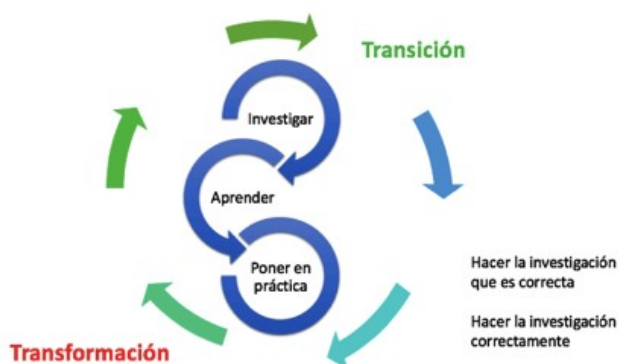 Transición
Investigar
Aprender
Poner en
práctica
Hacer la investigación
que es correcta
Hacer la investigación
correctamente
Transformación